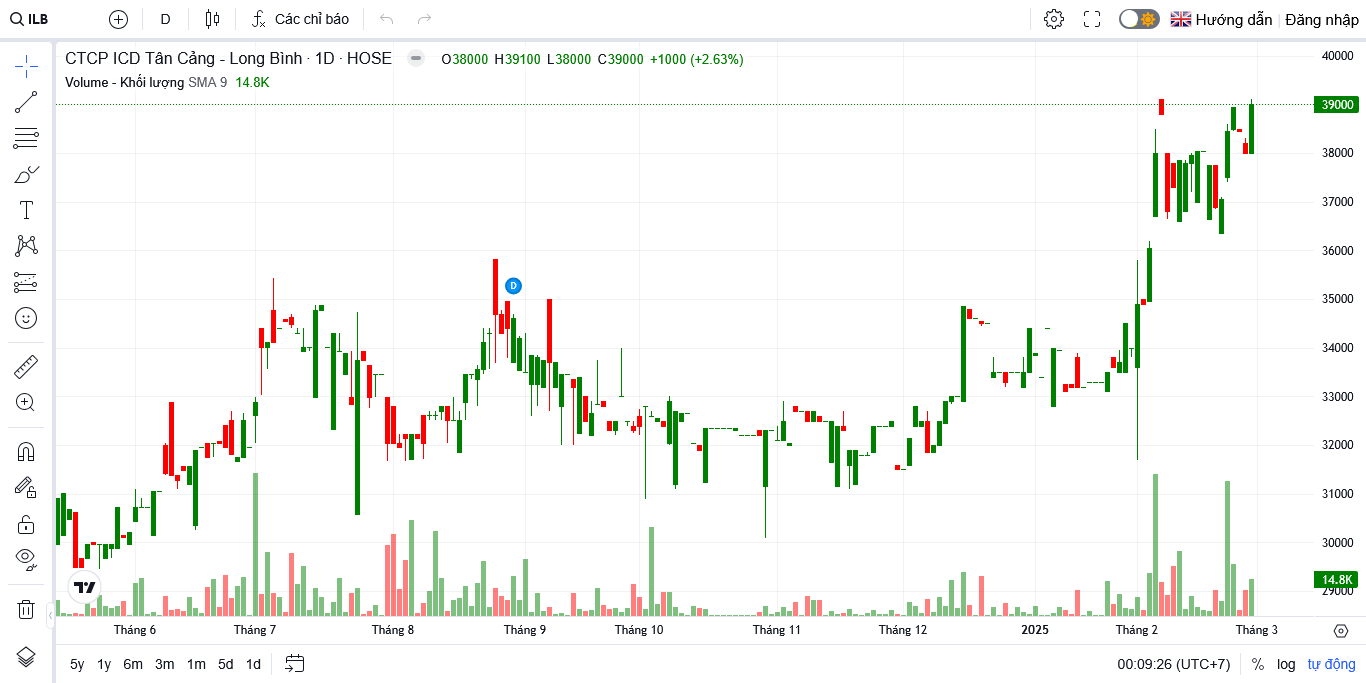 ILB D Các chỉ báo Hướng dẫn Đăng nhập
CTCP ICD Tân Cảng - Long Bình · 1D · HOSE O38000 H39100 L38000 C39000 +1000 (+2.63%)
Volume - Khối lượng SMA 9 14.8K
40000
39000
38000
37000
36000
D
35000
34000
33000
32000
31000
30000
14.8K
29000
Tháng 6 Tháng 7 Tháng 8 Tháng 9 Tháng 10 Tháng 11 Tháng 12 2025 Tháng 2 Tháng 3
5y 1y 6m 3m 1m 5d 1d 00:09:26 (UTC+7) % log tự động